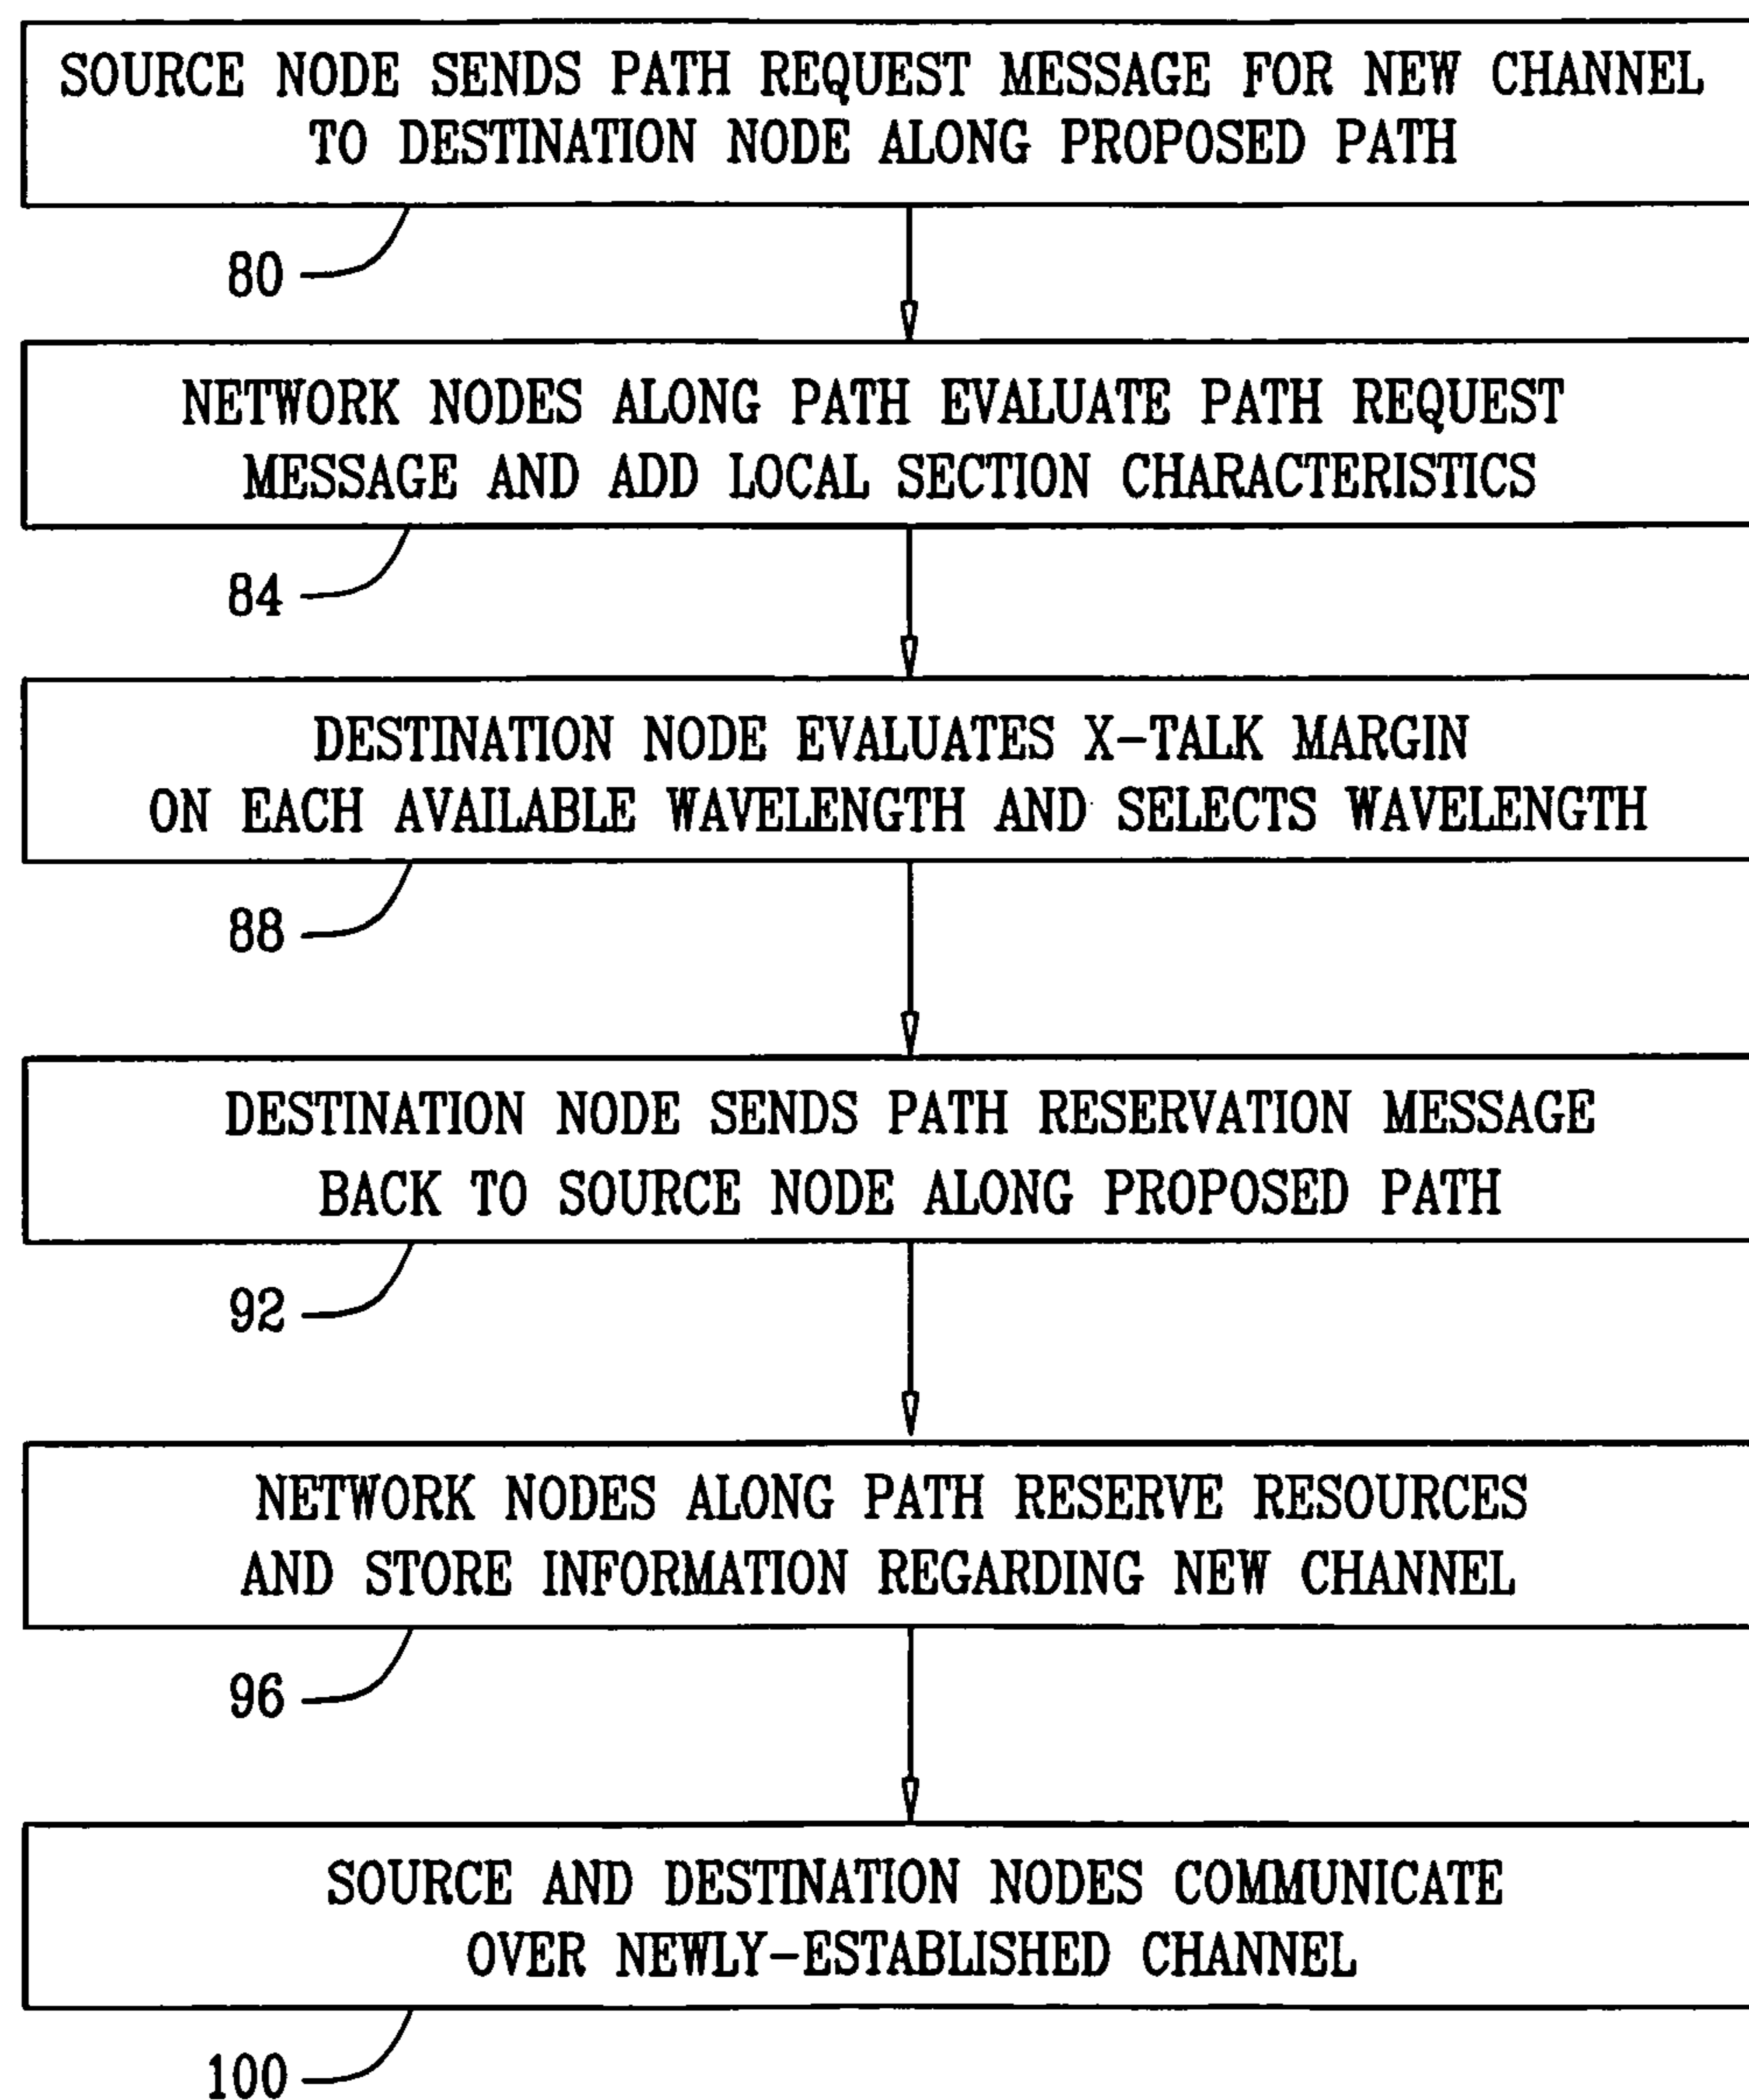 SOURCE NODE SENDS PATH REQUEST MESSAGE FOR NEW CHANNEL
TO DESTINATION NODE ALONG PROPOSED PATH
80
NETWORK NODES ALONG PATH EVALUATE PATH REQUEST
MESSAGE AND ADD LOCAL SECTION CHARACTERISTICS
84
DESTINATION NODE EVALUATES X-TALK MARGIN
ON EACH AVAILABLE WAVELENGTH AND SELECTS WAVELENGTH
88
DESTINATION NODE SENDS PATH RESERVATION MESSAGE
BACK TO SOURCE NODE ALONG PROPOSED PATH
92
NETWORK NODES ALONG PATH RESERVE RESOURCES
AND STORE INFORMATION REGARDING NEW CHANNEL
96
SOURCE AND DESTINATION NODES COMMUNICATE
OVER NEWLY-ESTABLISHED CHANNEL
100